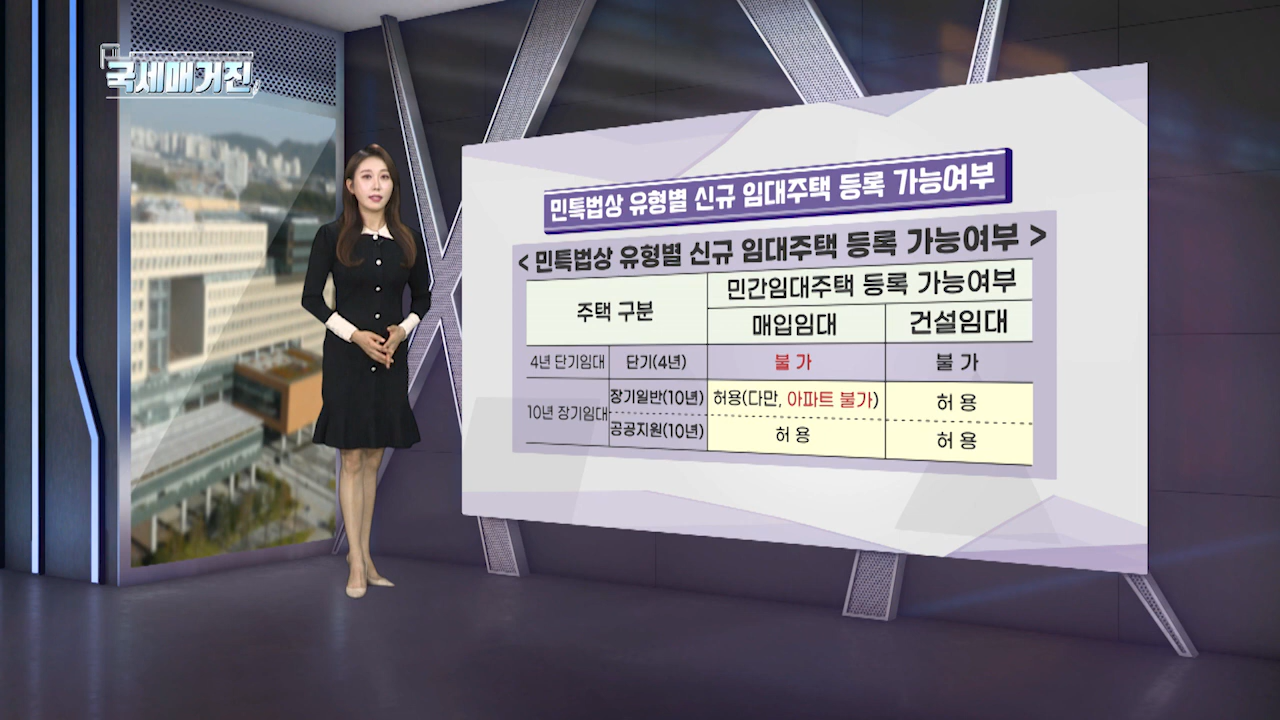 국세매거진
민특법상 유형별 신규 임대주택 등록 가능여부
< 민특법상 유형별 신규 임대주택 등록 가능여부 >
주택 구분
민간임대주택 등록 가능여부
매입임대
건설임대
4년 단기임대
단기(4년)
불 가
불 가
10년 장기임대
장기일반(10년)
허용(다만, 아파트 불가)
허 용
공공지원(10년)
허 용
허 용